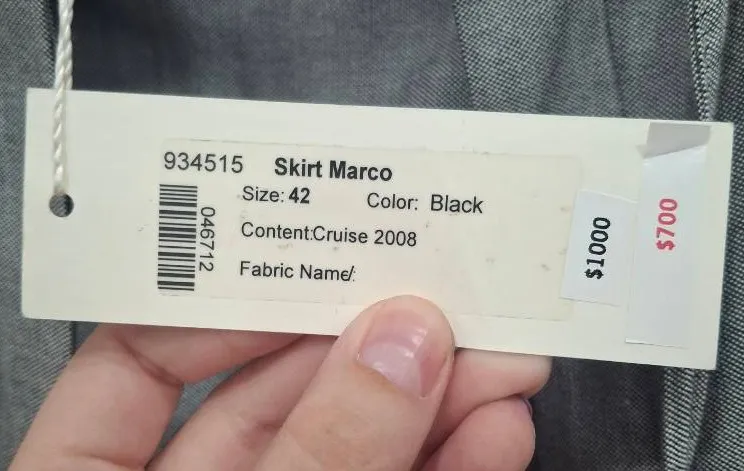 934515 Skirt Marco
Size: 42 Color: Black
046712
Content:Cruise 2008
Fabric Name/:
$1000
$700